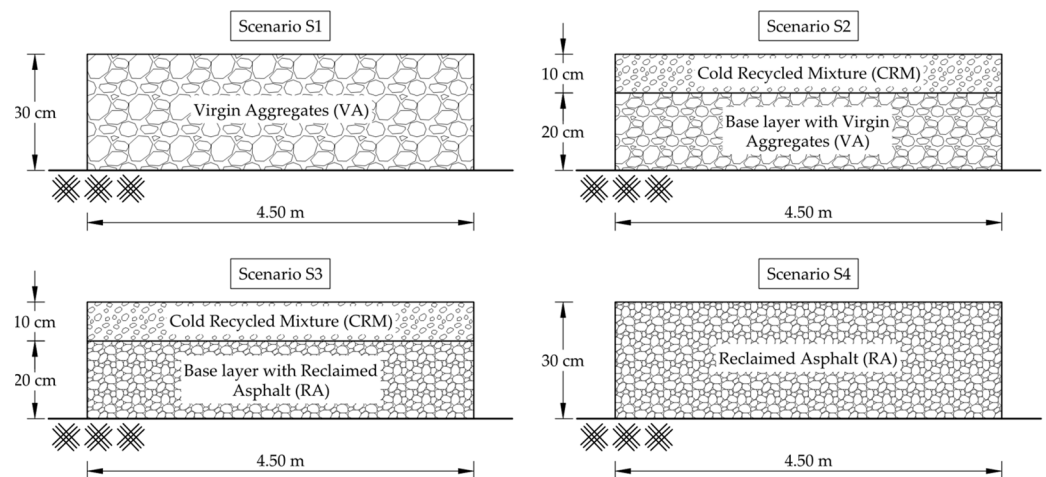 Scenario S1
30 cm
Virgin Aggregates (VA)
4.50 m
Scenario S2
10 cm
Cold Recycled Mixture (CRM)
20 cm
Base layer with Virgin
Aggregates (VA)
4.50 m
Scenario S3
10 cm
Cold Recycled Mixture (CRM)
20 cm
Base layer with Reclaimed
Asphalt (RA)
4.50 m
Scenario S4
30 cm
Reclaimed Asphalt (RA)
4.50 m